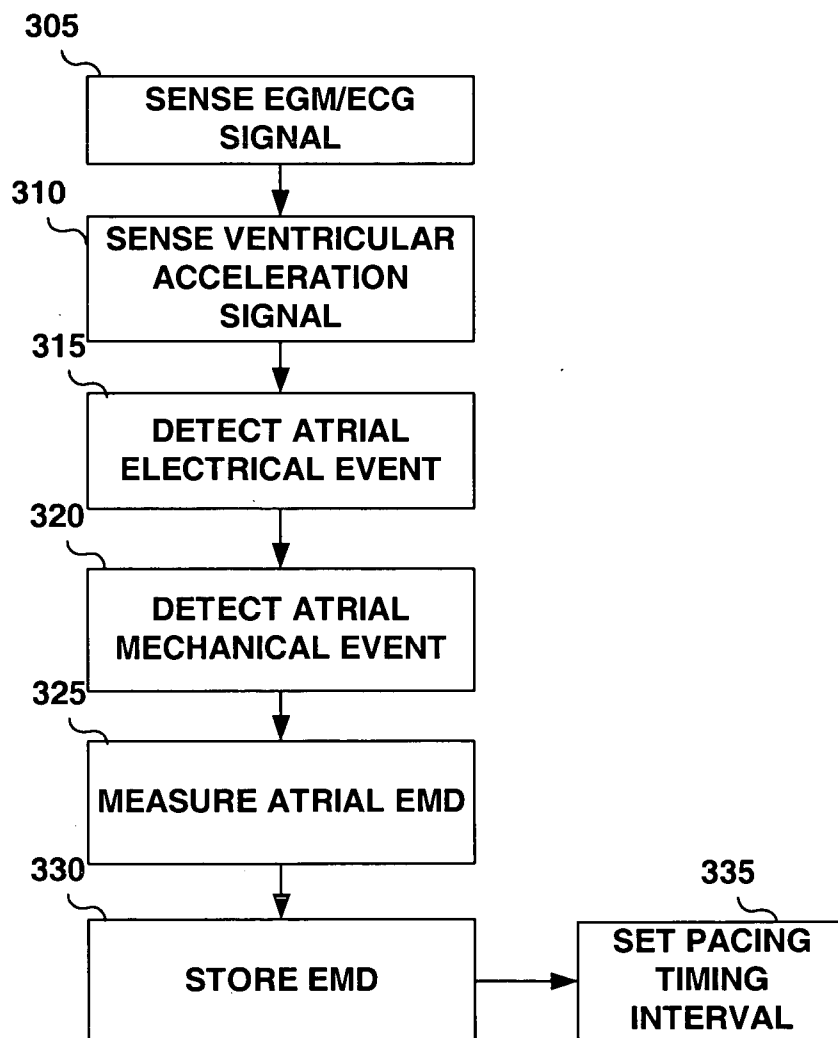 305
SENSE EGM/ECG
SIGNAL
310
SENSE VENTRICULAR
ACCELERATION
SIGNAL
315
DETECT ATRIAL
ELECTRICAL EVENT
320
DETECT ATRIAL
MECHANICAL EVENT
325
MEASURE ATRIAL EMD
330
STORE EMD
335
SET PACING
TIMING
INTERVAL